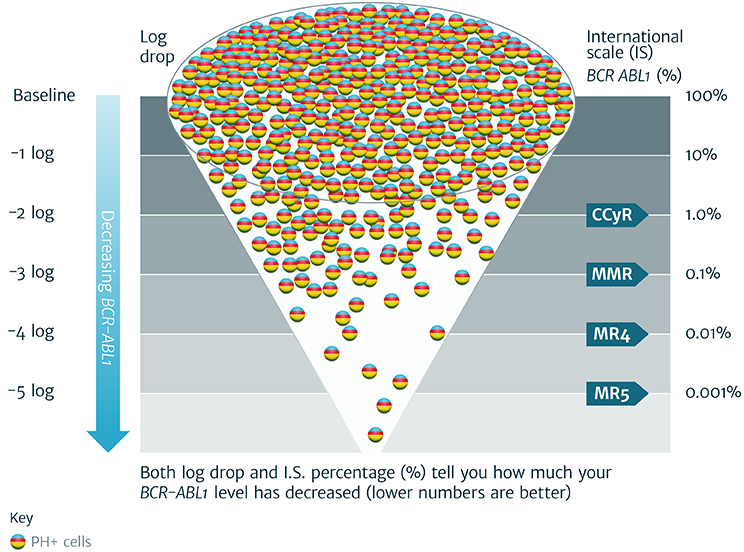 Log
drop
International
scale (IS)
BCR ABL1 (%)
Baseline
100%
-1 log
10%
-2 log
CCyR
1.0%
-3 log
MMR
0.1%
-4 log
MR4
0.01%
-5 log
MR5
0.001%
Decreasing BCR-ABL1
Both log drop and I.S. percentage (%) tell you how much your
BCR-ABL1 level has decreased (lower numbers are better)
Key
PH+ cells